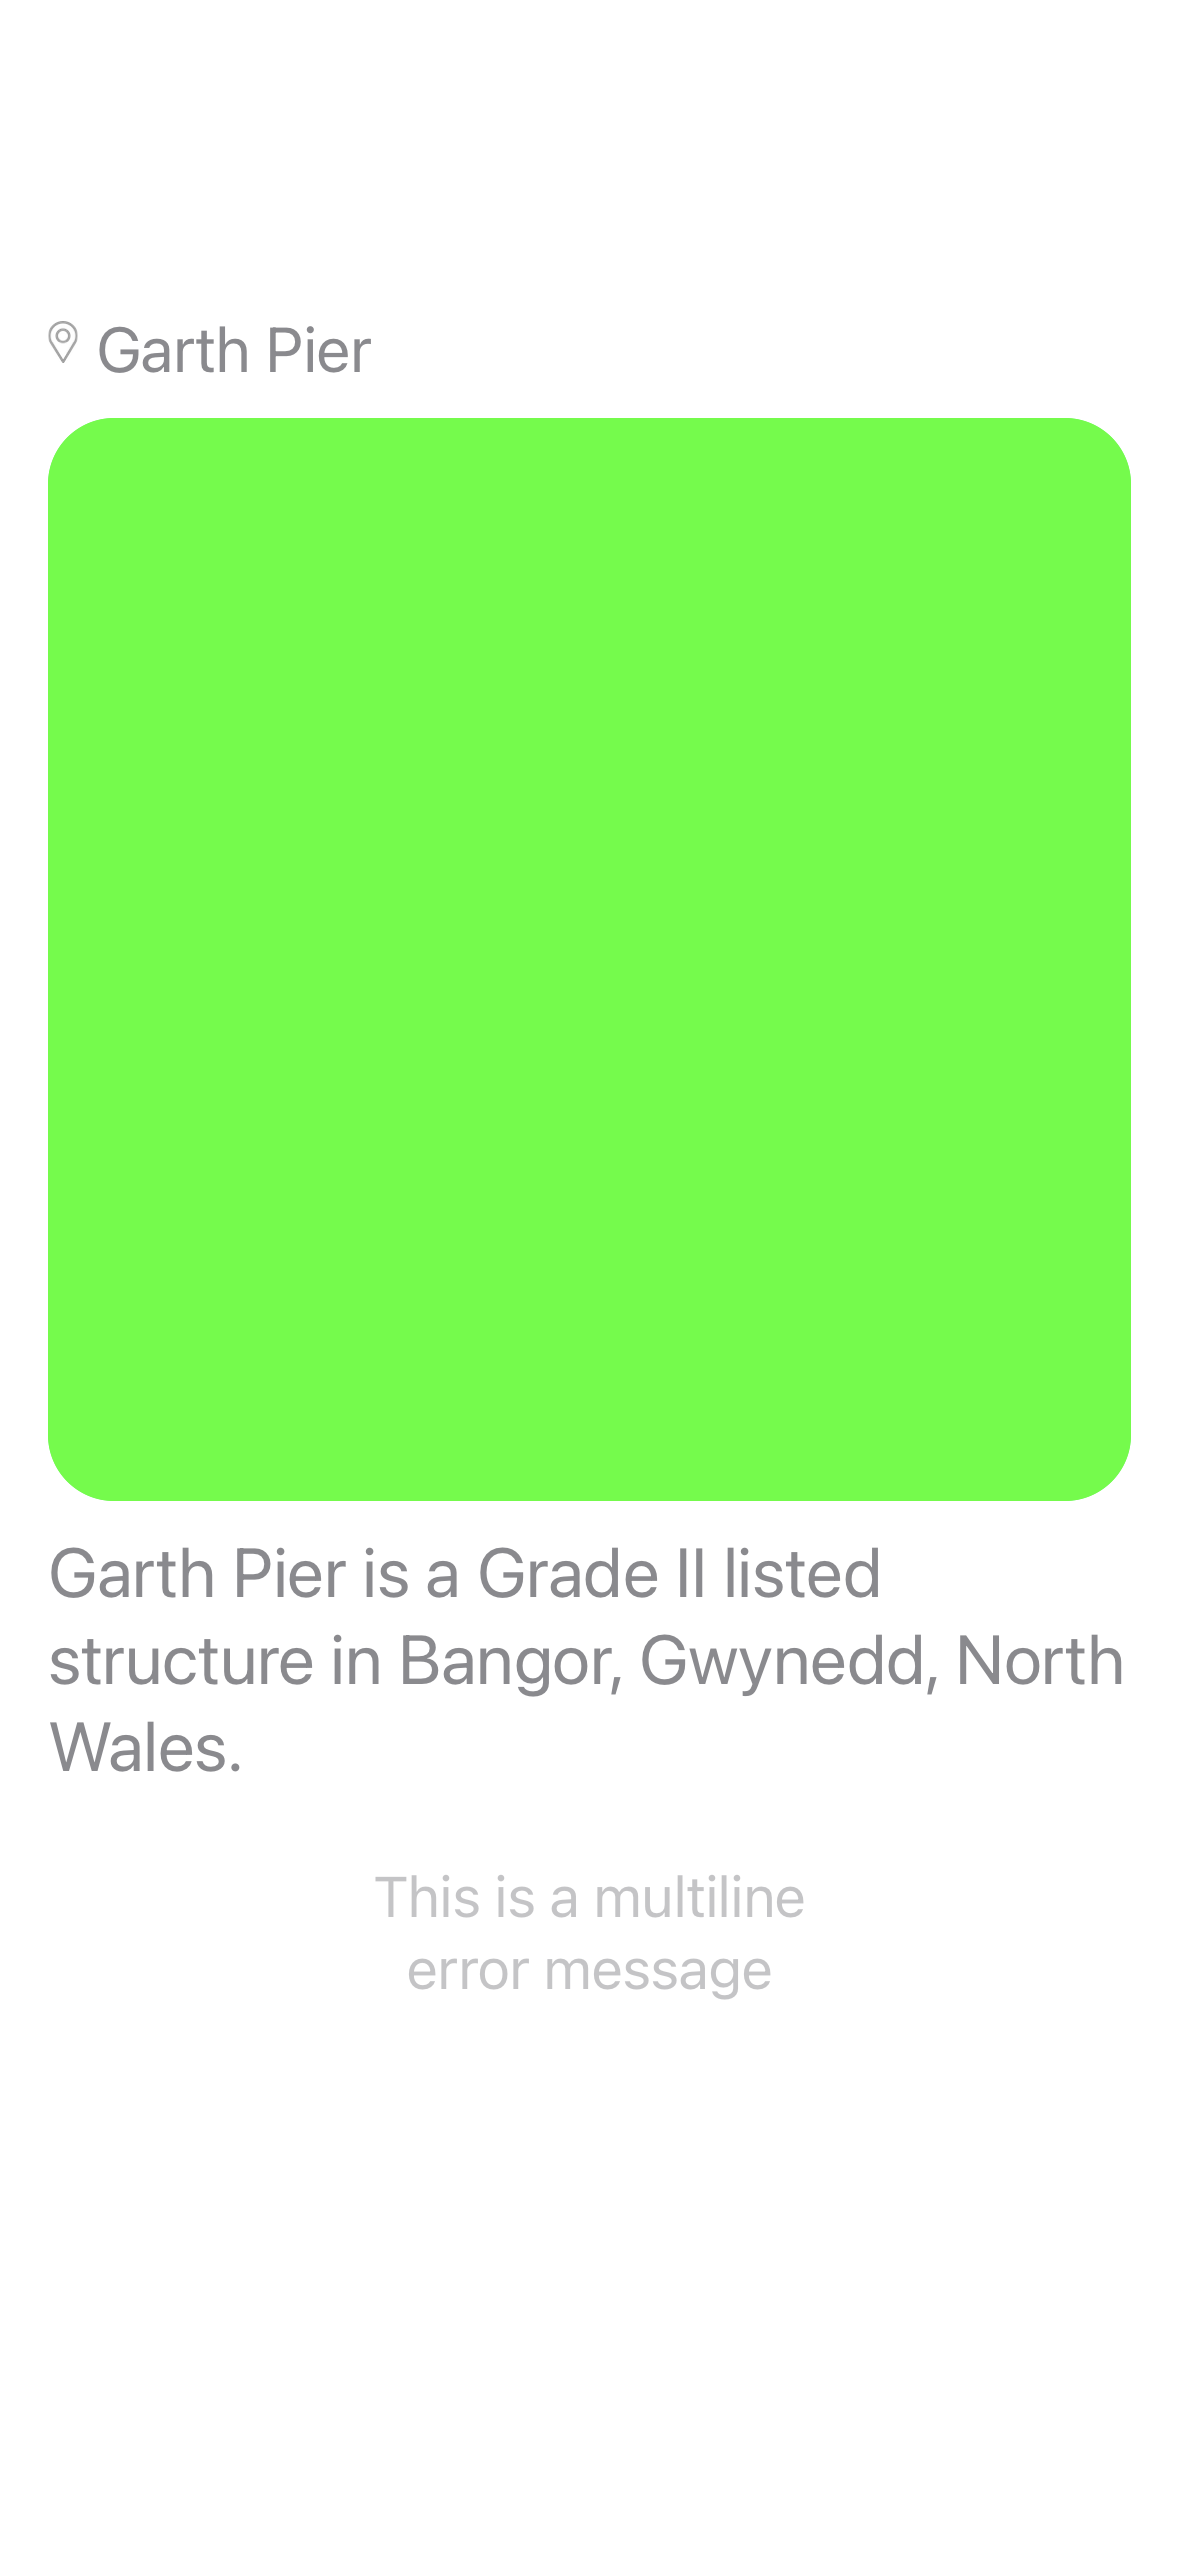 Garth Pier
Garth Pier is a Grade II listed
structure in Bangor, Gwynedd, North
Wales.
This is a multiline
error message